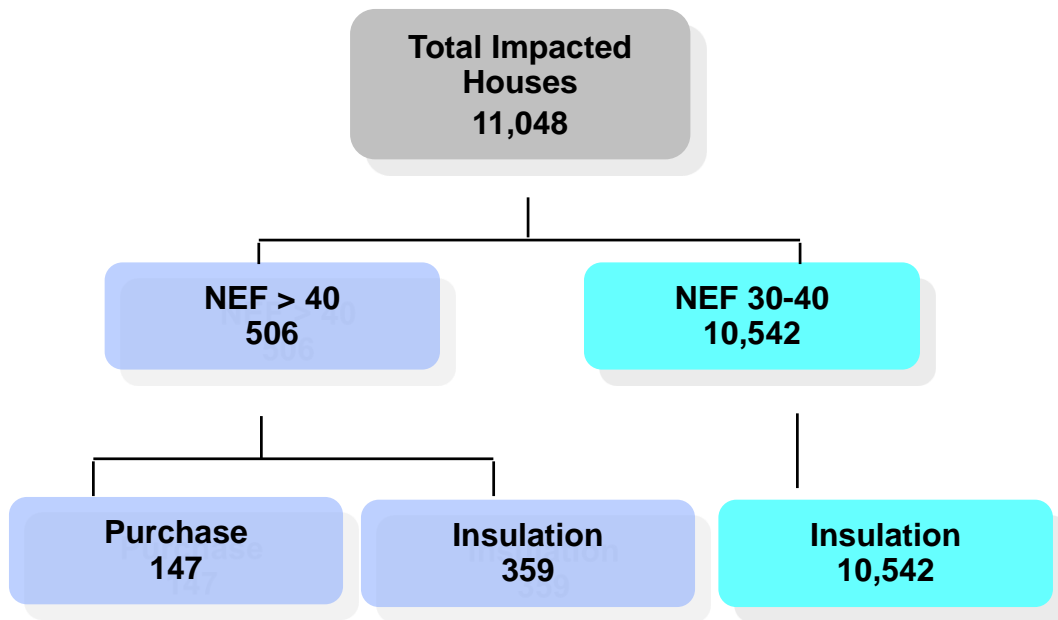 Total Impacted
Houses
11,048
NEF > 40
506
NEF 30-40
10,542
Purchase
147
Insulation
359
Insulation
10,542